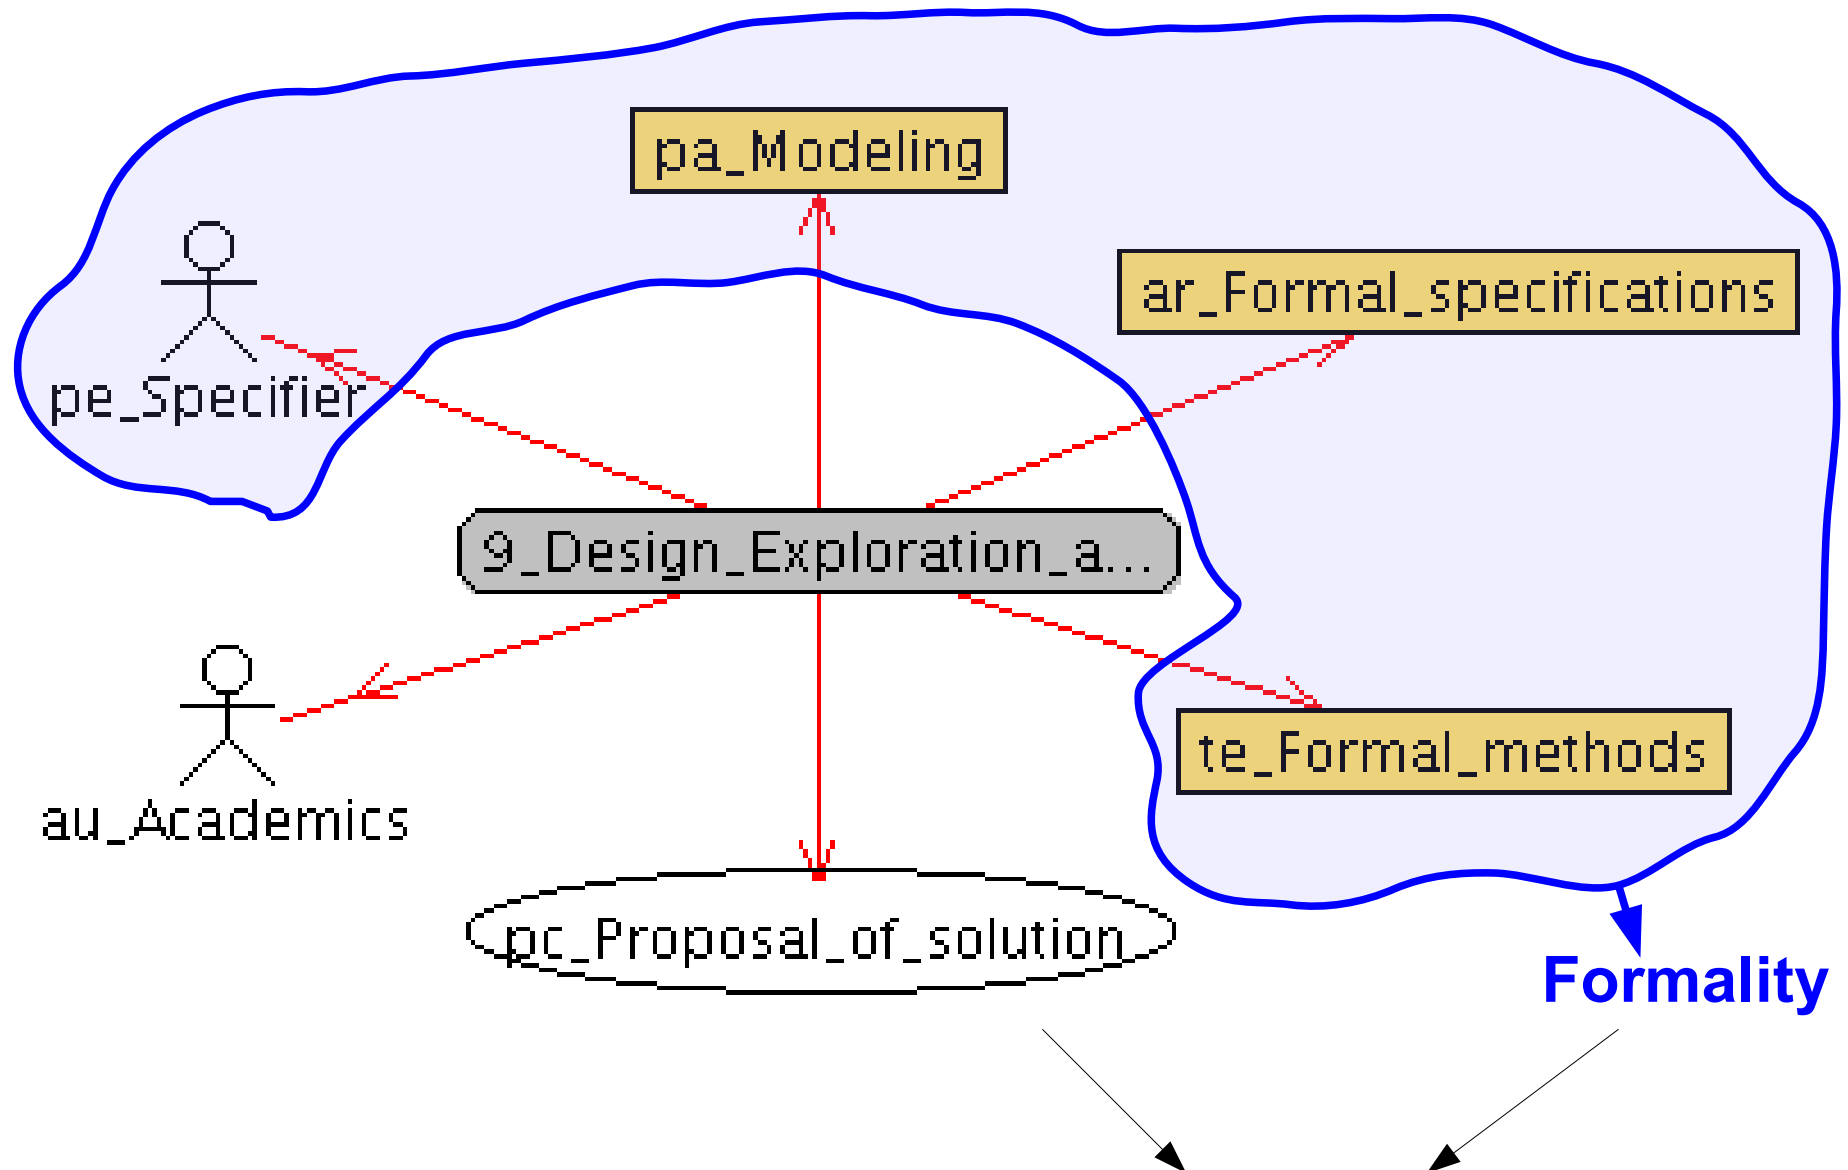 pa_Modeling
ar_Formal_specifications
pe_Specifier
9_Design_Exploration_a...
te_Formal_methods
au_Academics
pc_Proposal_of_solution
Formality